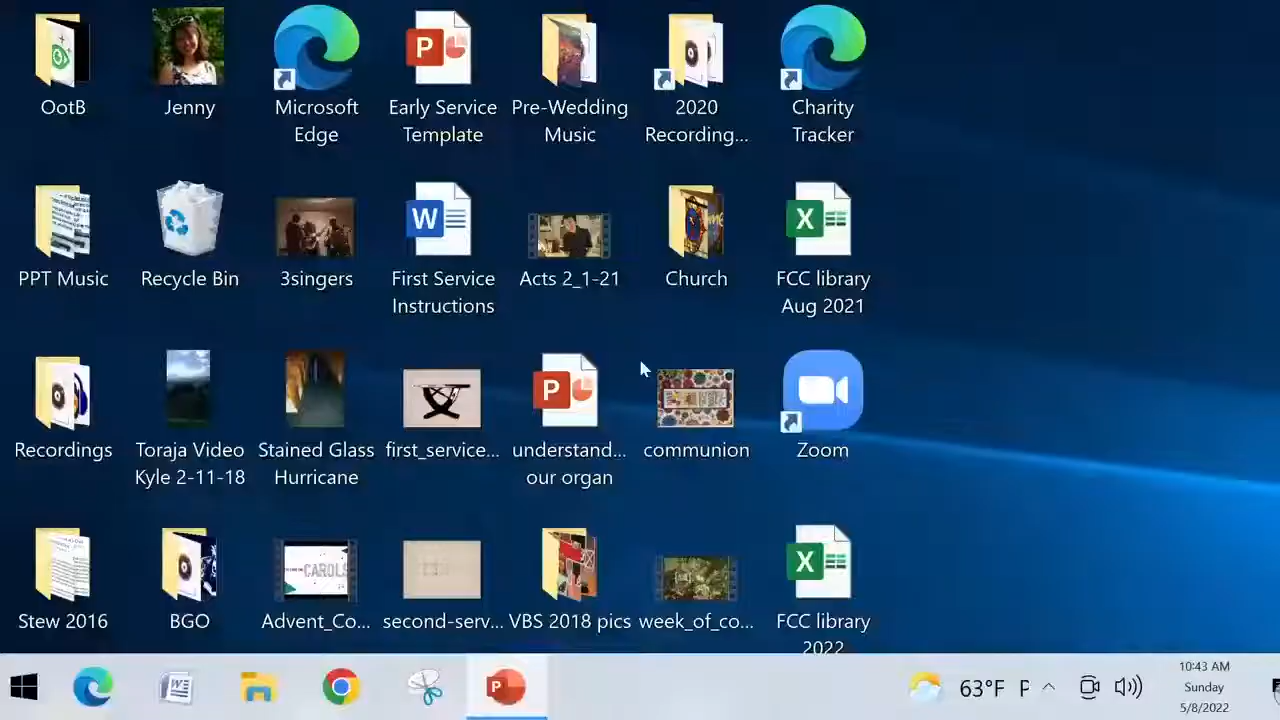 OotB
Jenny
Microsoft
Edge
Early Service
Template
Pre-Wedding
Music
2020
Recording...
Charity
Tracker
PPT Music
Recycle Bin
3singers
First Service
Instructions
Acts 2_1-21
Church
FCC library
Aug 2021
Recordings
Toraja Video
Kyle 2-11-18
Stained Glass
Hurricane
first_service...
understand...
our organ
communion
Zoom
Stew 2016
BGO
Advent_Co...
second-serv...
VBS 2018 pics
week_of_co...
FCC library
2022
CAROLS
63°F P
10:43 AM
Sunday
5/8/2022